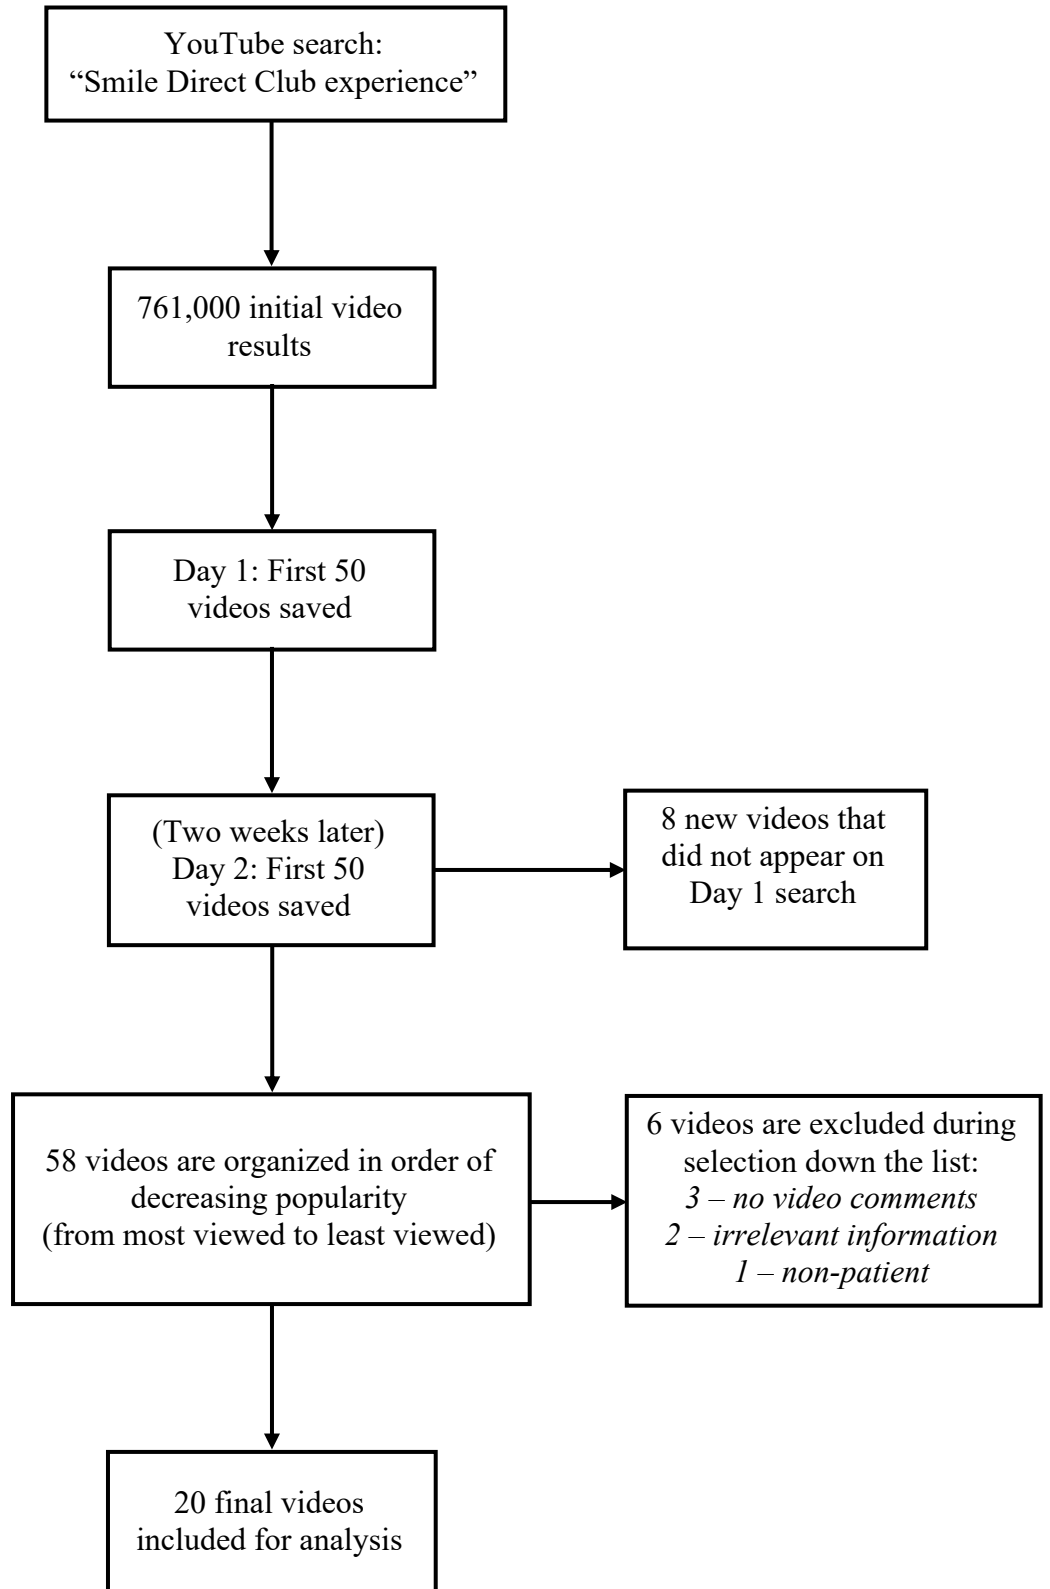 YouTube search:
“Smile Direct Club experience”
761,000 initial video
results
Day 1: First 50
videos saved
(Two weeks later)
Day 2: First 50
videos saved
8 new videos that
did not appear on
Day 1 search
58 videos are organized in order of
decreasing popularity
(from most viewed to least viewed)
6 videos are excluded during
selection down the list:
3 – no video comments
2 – irrelevant information
1 – non-patient
20 final videos
included for analysis